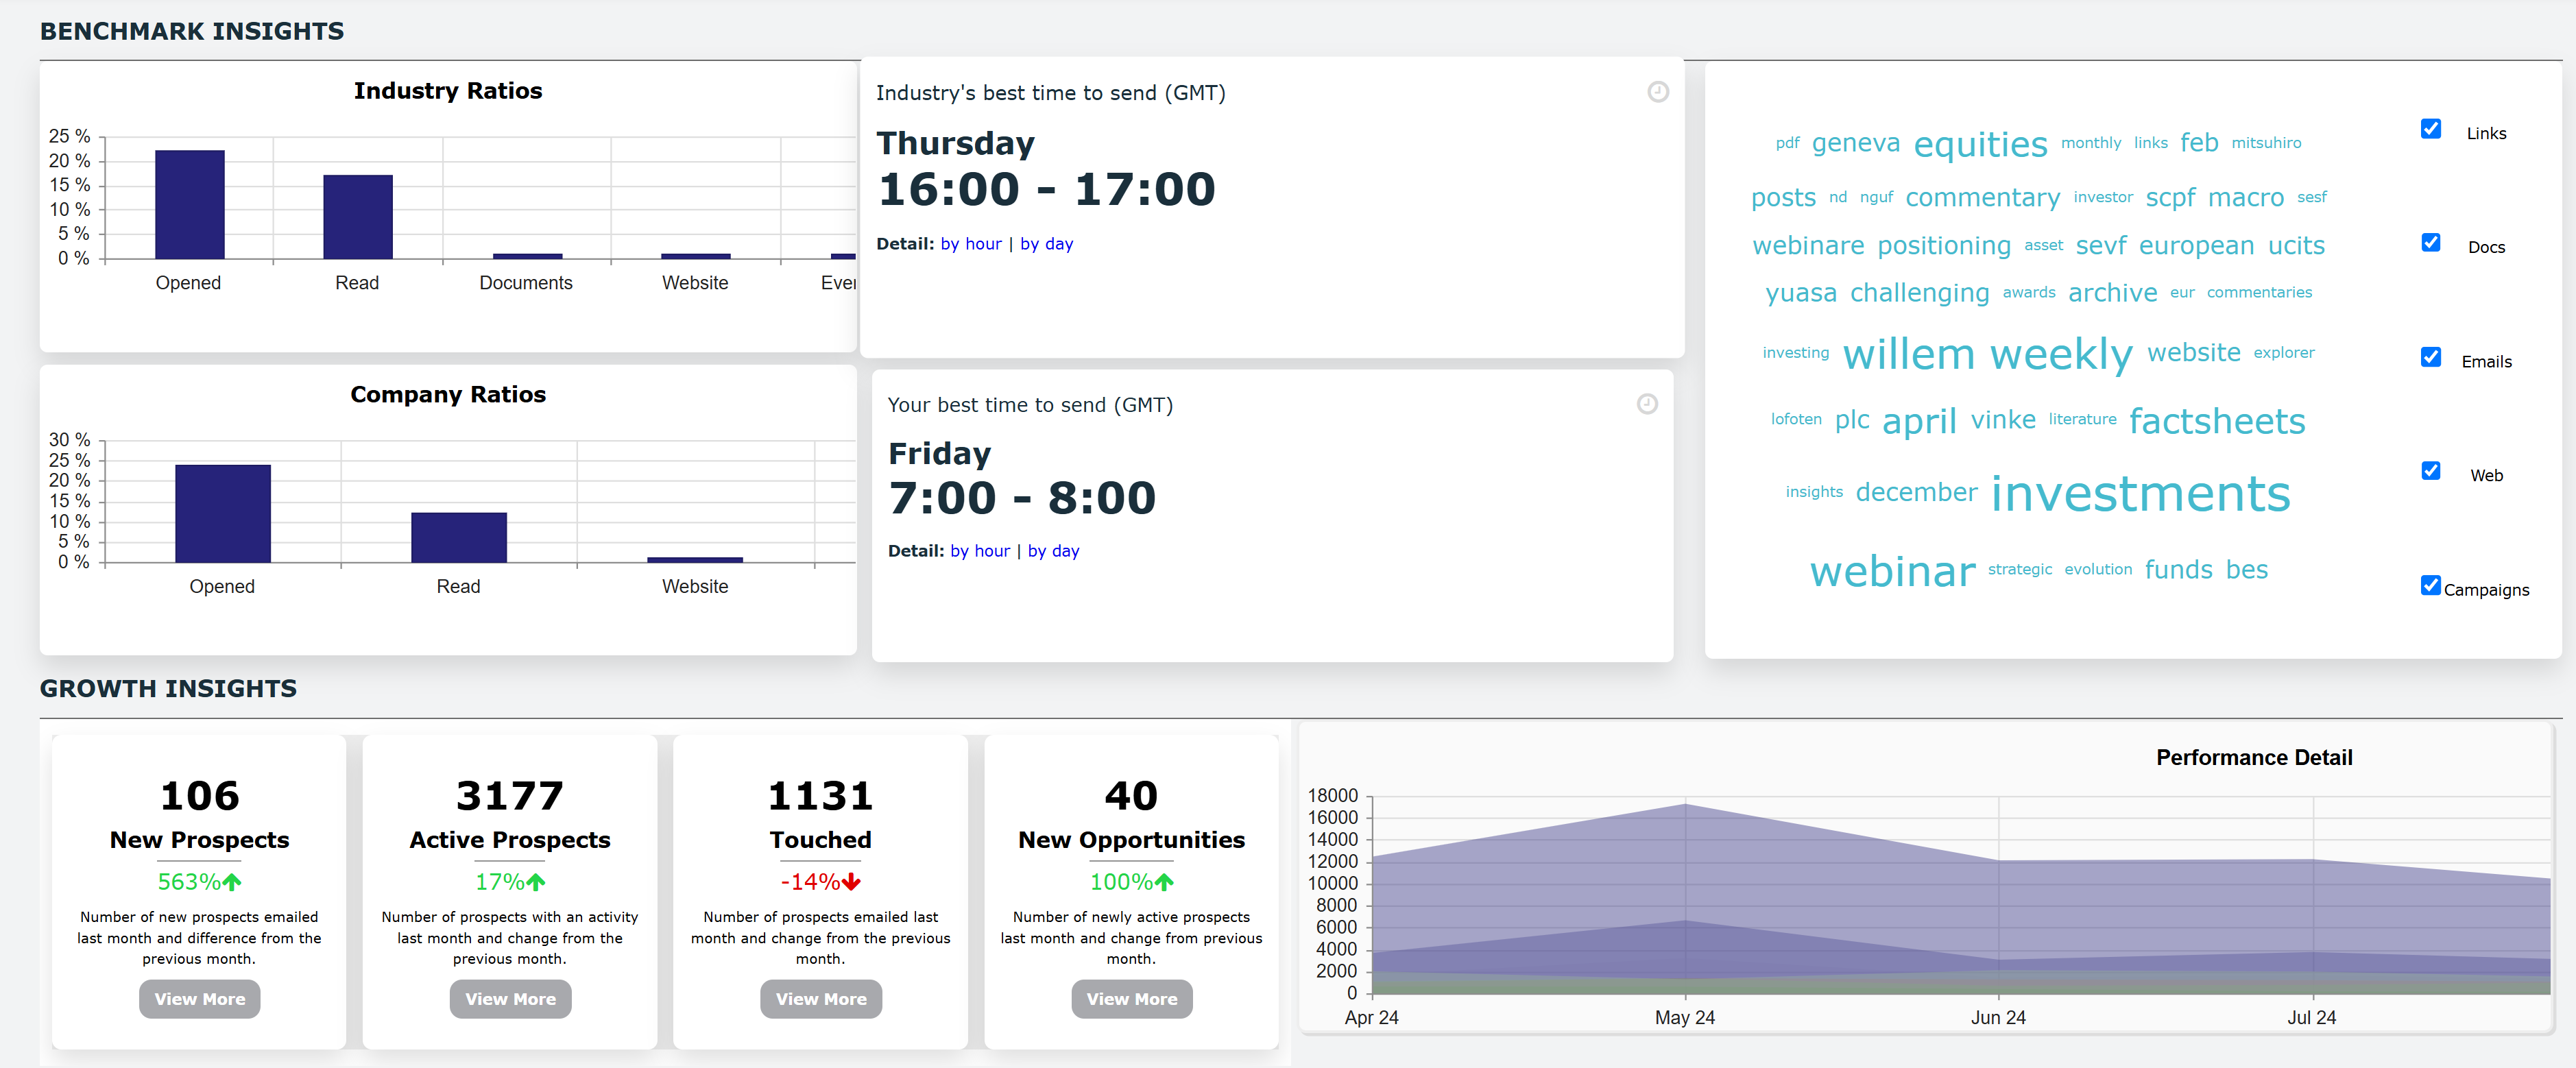 BENCHMARK INSIGHTS
Industry Ratios
25 %
20 %
15 %
10 %
5 %
0 %
Opened Read Documents Website
Industry's best time to send (GMT)
Thursday
16:00 - 17:00
Detail: by hour | by day
Company Ratios
30 %
25 %
20 %
15 %
10 %
5 %
0 %
Opened Read Website
Your best time to send (GMT)
Friday
7:00 - 8:00
Detail: by hour | by day
pdf geneva equities monthly links feb mitsuhiro
posts nd nguf commentary investor scpf macro sesf
webinare positioning asset sevf european ucits
yuasa challenging awards archive eur commentaries
investing willem weekly website explorer
lofoten plc april vinke literature factsheets
insights december investments
webinar strategic evolution funds bes
Links
Docs
Emails
Web
Campaigns
GROWTH INSIGHTS
106
New Prospects
563%
Number of new prospects emailed
last month and difference from the
previous month.
View More
3177
Active Prospects
17%
Number of prospects with an activity
last month and change from the
previous month.
View More
1131
Touched
-14%
Number of prospects emailed last
month and change from the previous
month.
View More
40
New Opportunities
100%
Number of newly active prospects
last month and change from previous
month.
View More
Performance Detail
18000
16000
14000
12000
10000
8000
6000
4000
2000
0
Apr 24 May 24 Jun 24 Jul 24